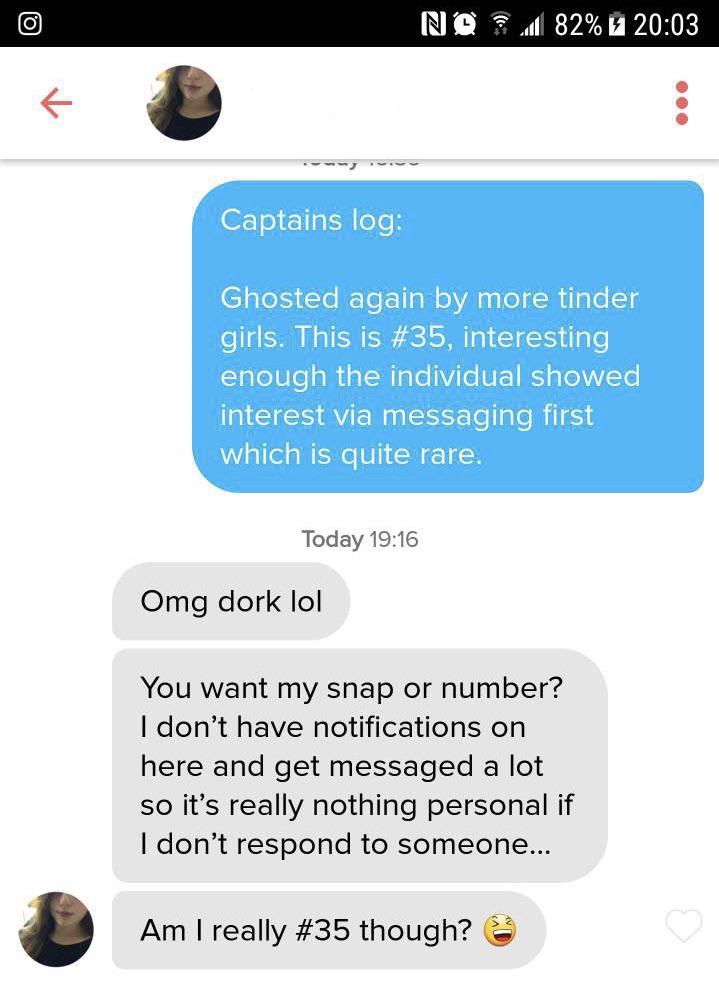 82% 20:03
Captains log:
Ghosted again by more tinder
girls. This is #35, interesting
enough the individual showed
interest via messaging first
which is quite rare.
Today 19:16
Omg dork lol
You want my snap or number?
I don’t have notifications on
here and get messaged a lot
so it’s really nothing personal if
I don’t respond to someone...
Am I really #35 though? 😆